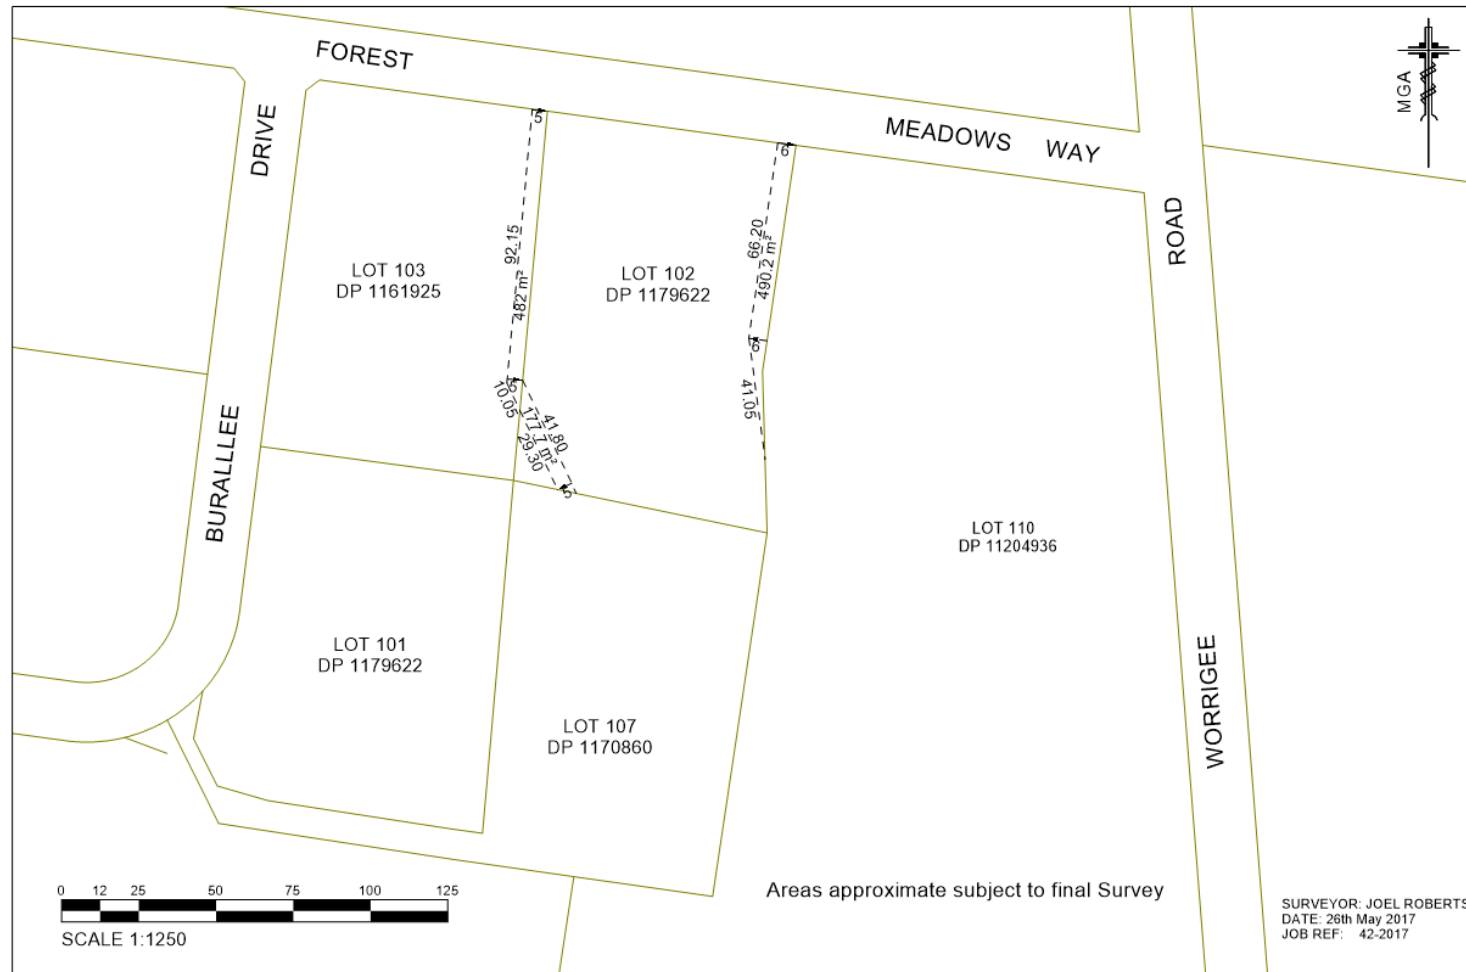 FOREST
MEADOWS WAY
MGA
DRIVE
BURALLLEE
ROAD
WORRIGEE
5
6
92.15
482 m²
66.20
490.2 m²
LOT 103
DP 1161925
LOT 102
DP 1179622
6
41.05
10.05
41.80
177.7 m²
29.30
5
LOT 110
DP 11204936
LOT 101
DP 1179622
LOT 107
DP 1170860
0 12 25 50 75 100 125
SCALE 1:1250
Areas approximate subject to final Survey
SURVEYOR: JOEL ROBERTS
DATE: 26th May 2017
JOB REF: 42-2017